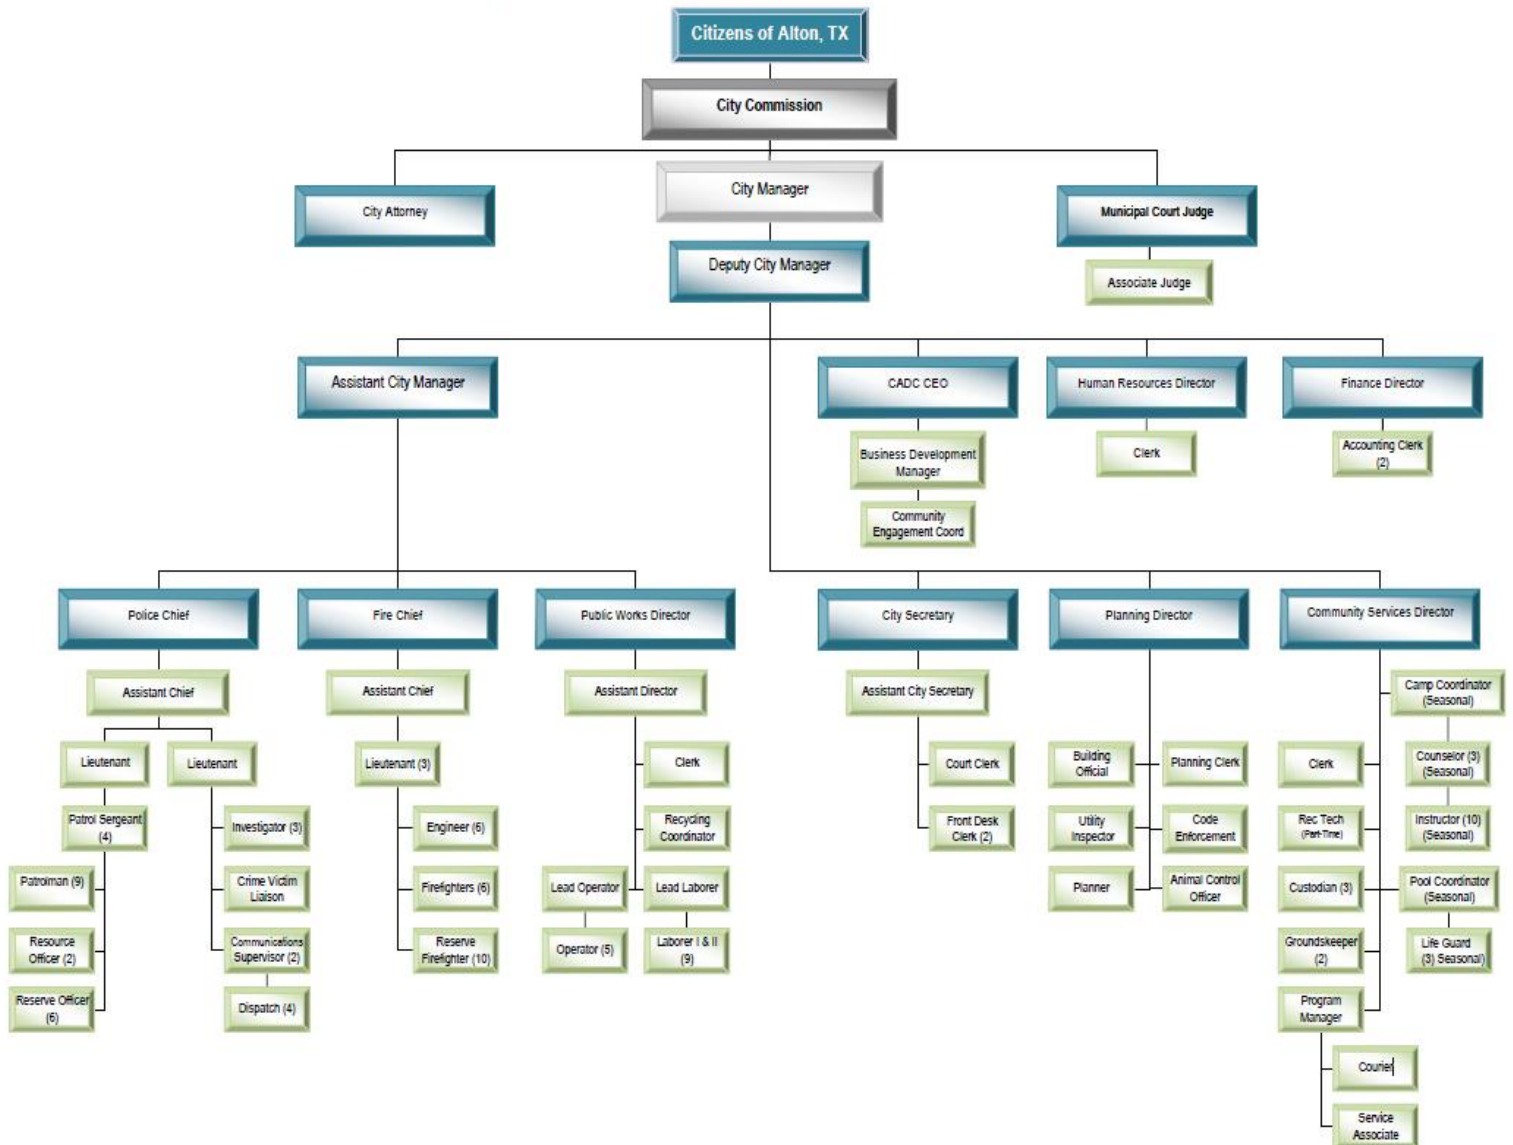 Citizens of Alton, TX
City Commission
City Manager
City Attorney
Municipal Court Judge
Deputy City Manager
Associate Judge
Assistant City Manager
CADC CEO
Human Resources Director
Finance Director
Business Development
Manager
Clerk
Accounting Clerk
(2)
Community
Engagement Coord
Police Chief
Fire Chief
Public Works Director
City Secretary
Planning Director
Community Services Director
Assistant Chief
Assistant Chief
Assistant Director
Assistant City Secretary
Camp Coordinator
(Seasonal)
Lieutenant
Lieutenant
Lieutenant (3)
Clerk
Court Clerk
Building
Official
Planning Clerk
Clerk
Counselor (3)
(Seasonal)
Patrol Sergeant
(4)
Investigator (3)
Engineer (6)
Recycling
Coordinator
Front Desk
Clerk (2)
Utility
Inspector
Code
Enforcement
Rec Tech
(Part-Time)
Instructor (10)
(Seasonal)
Patrolman (9)
Crime Victim
Liaison
Firefighters (6)
Lead Operator
Lead Laborer
Planner
Animal Control
Officer
Custodian (3)
Pool Coordinator
(Seasonal)
Resource
Officer (2)
Communications
Supervisor (2)
Reserve
Firefighter (10)
Operator (5)
Laborer I & II
(9)
Groundskeeper
(2)
Life Guard
(3) Seasonal)
Reserve Officer
(6)
Dispatch (4)
Program
Manager
Courier
Service
Associate